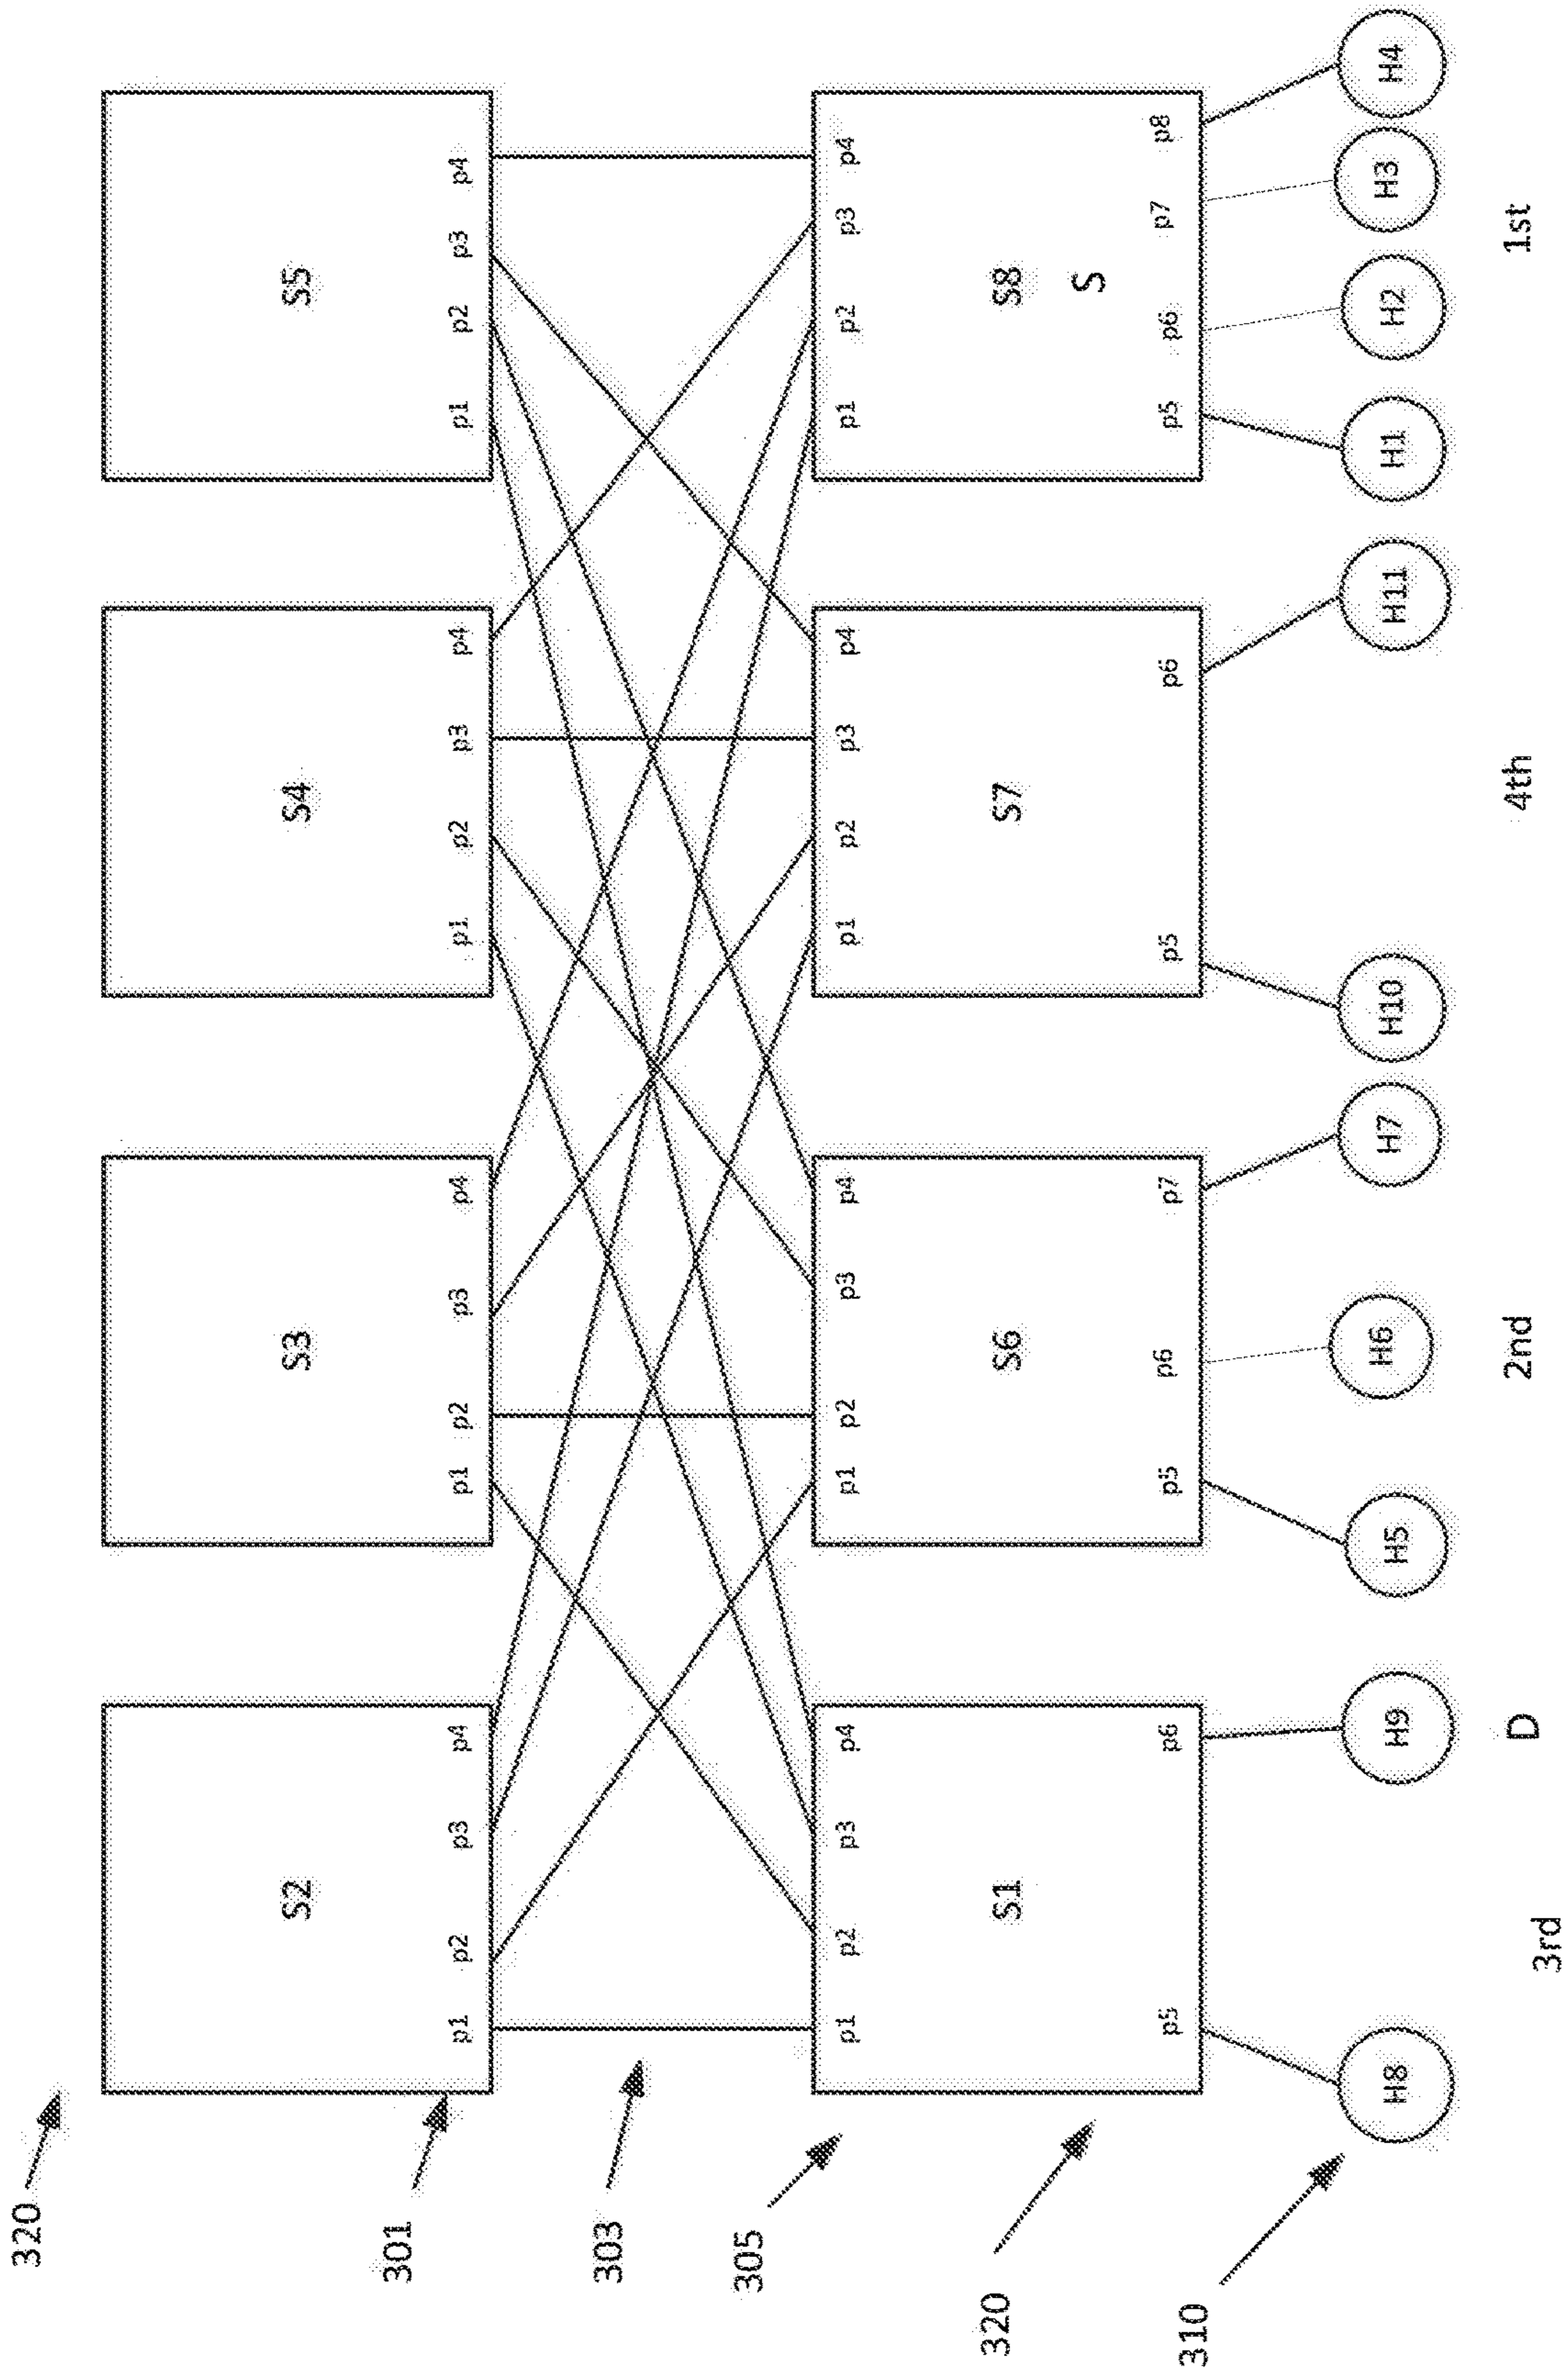 320
301
303
305
320
310
S2
S3
S4
S5
p1 p2 p3 p4
p1 p2 p3 p4
p1 p2 p3 p4
p1 p2 p3 p4
p1 p2 p3 p4
p1 p2 p3 p4
p1 p2 p3 p4
p1 p2 p3 p4
S1
S6
S7
S8
S
p5 p6
p5 p6 p7
p5 p6
p5 p6 p7 p8
H8
H9
H5
H6
H7
H10
H11
H1
H2
H3
H4
3rd
D
2nd
4th
1st